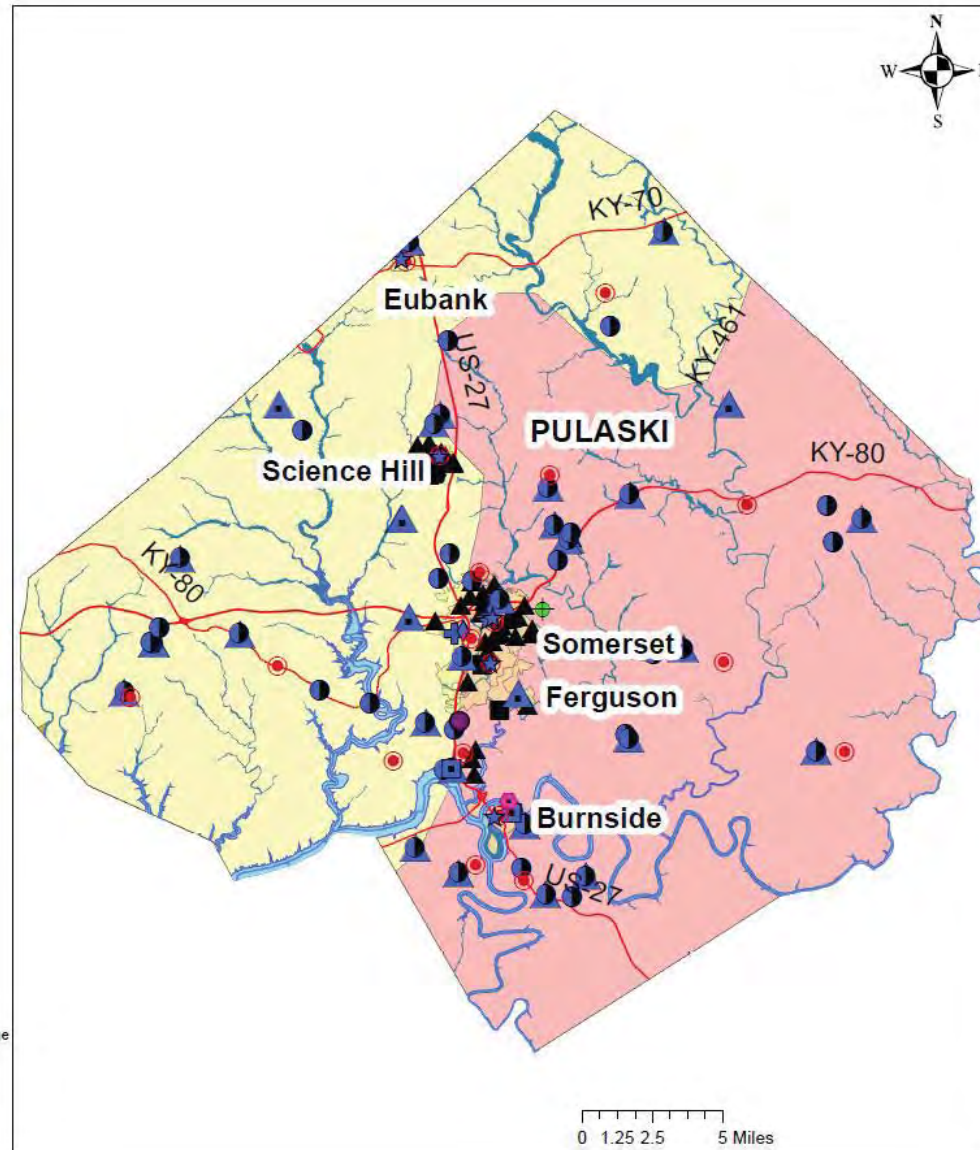 N
W
S
KY-70
Eubank
US-27
KY-461
PULASKI
KY-80
Science Hill
KY-80
Somerset
Ferguson
Burnside
US-27
0 1.25 2.5 5 Miles